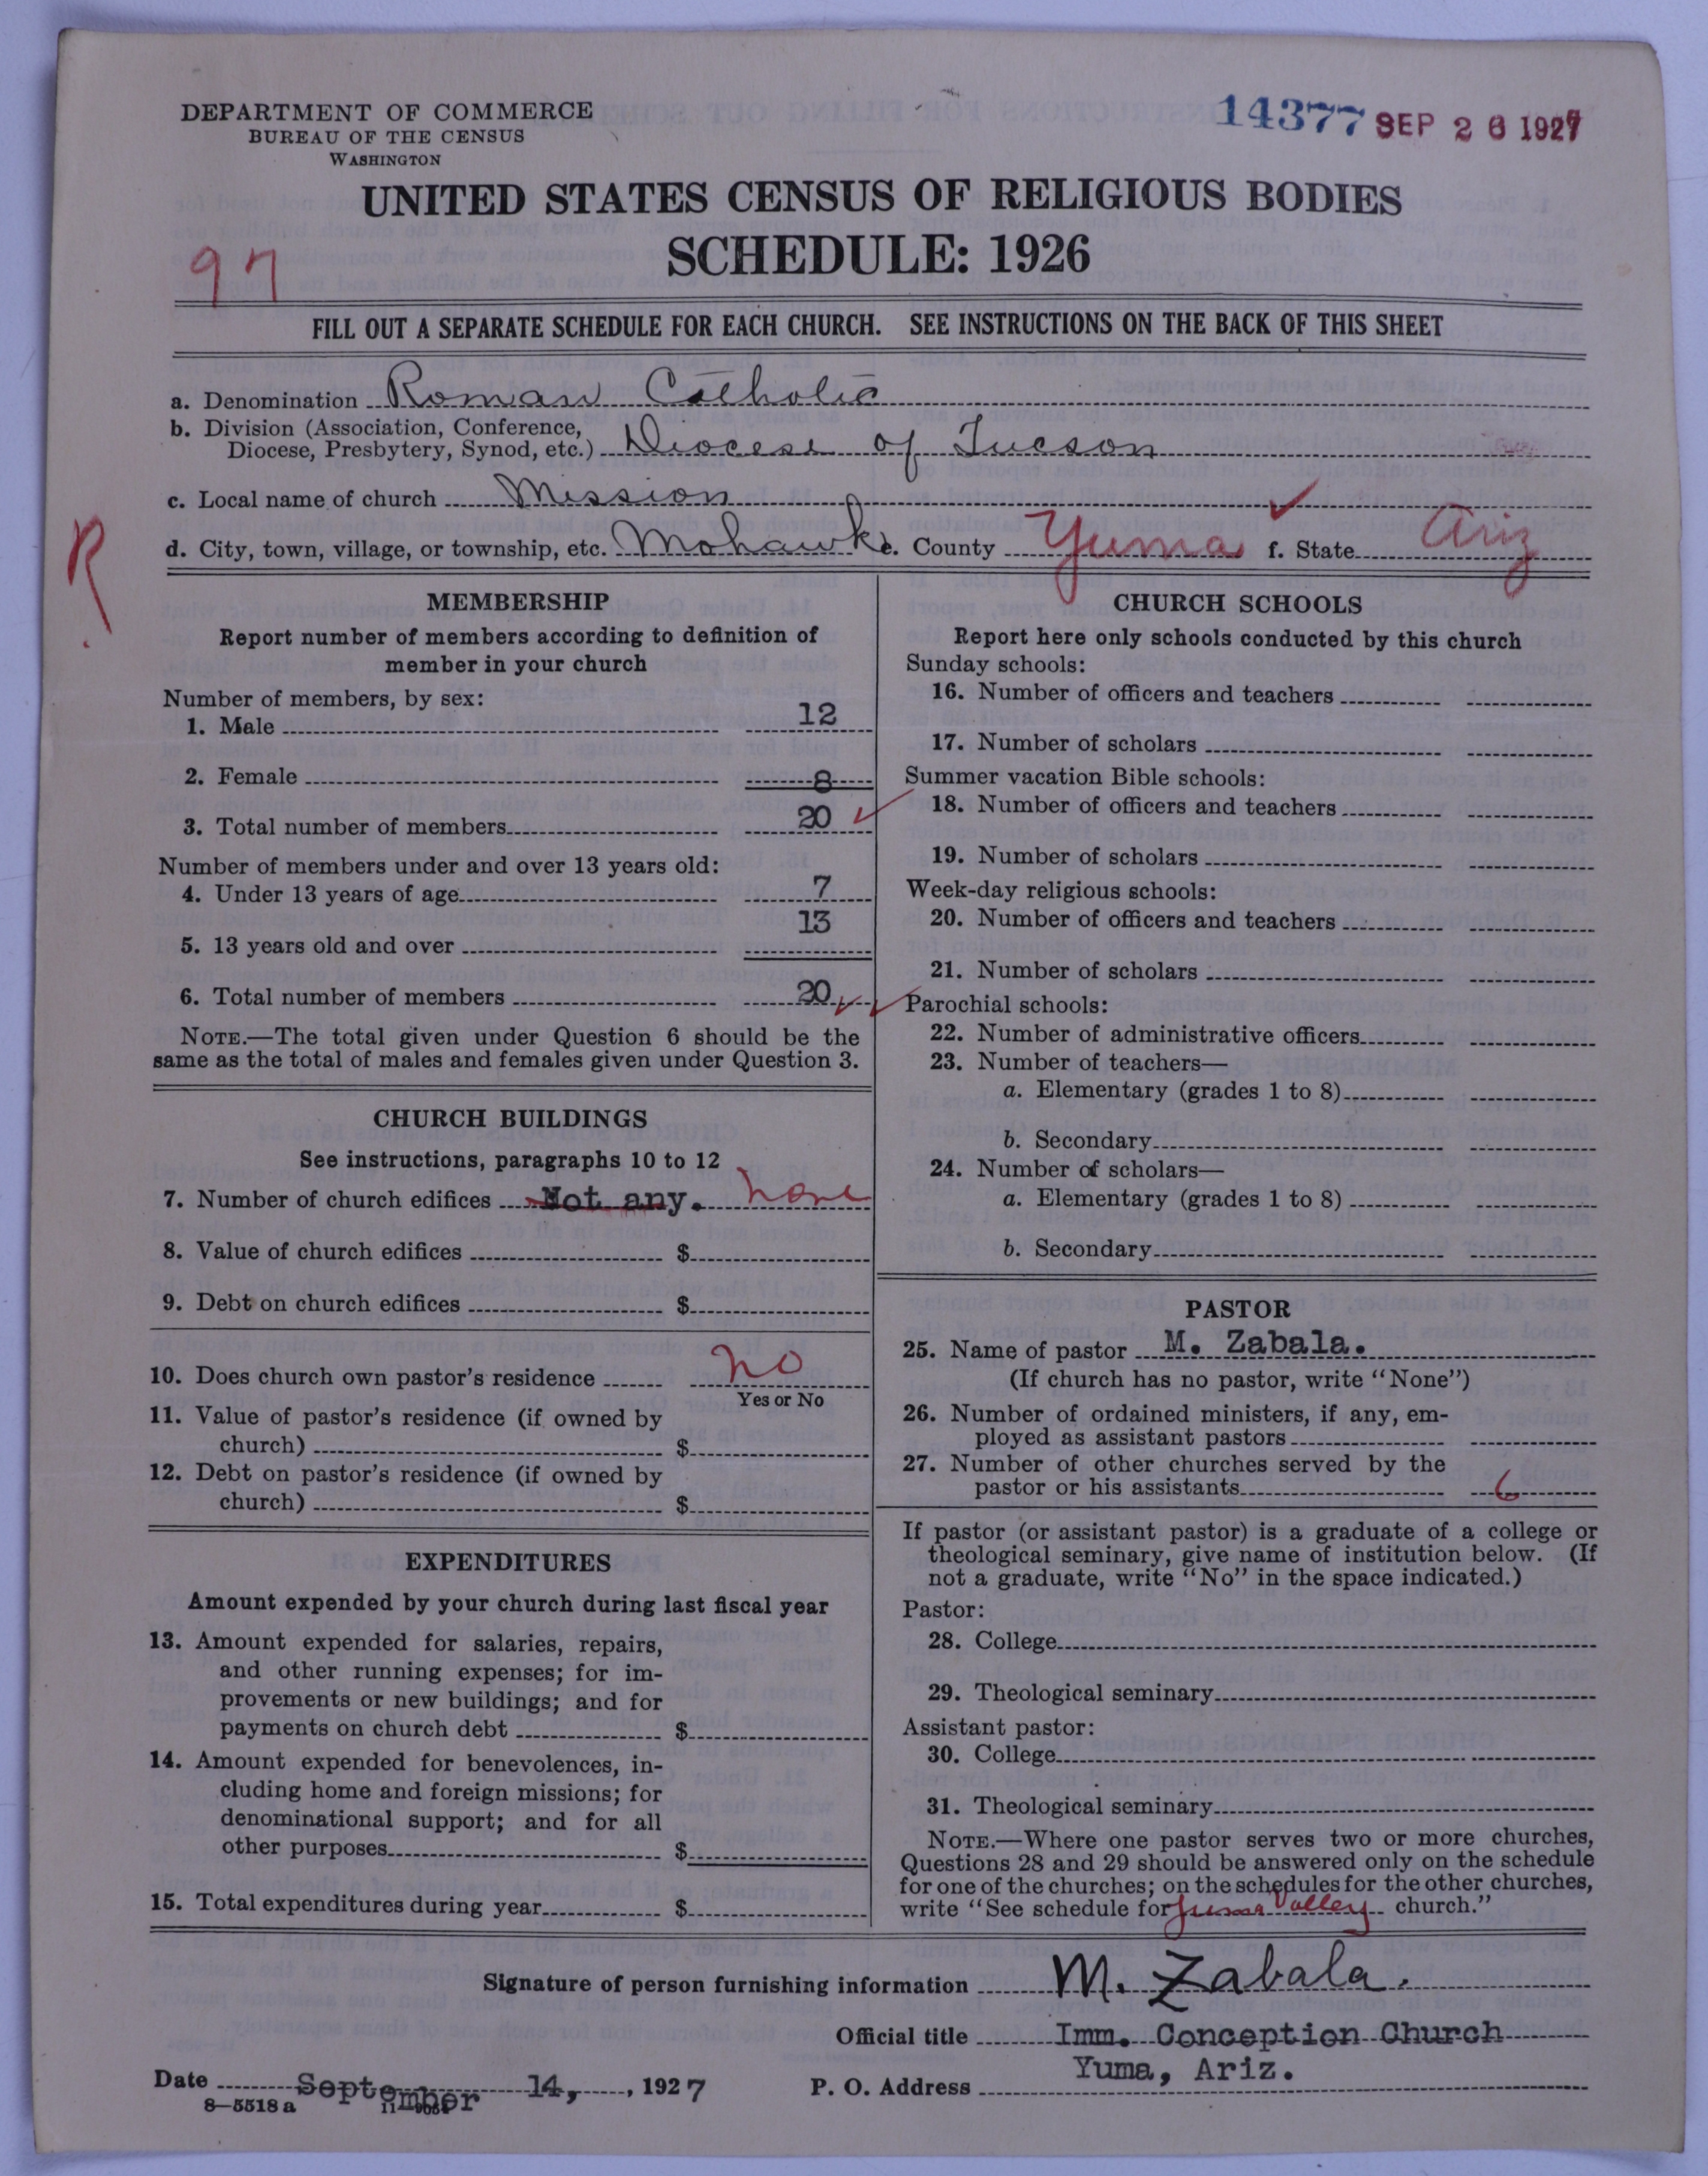 DEPARTMENT OF COMMERCE
BUREAU OF THE CENSUS
WASHINGTON
14377 SEP 26 1927
UNITED STATES CENSUS OF RELIGIOUS BODIES
SCHEDULE: 1926
97
FILL OUT A SEPARATE SCHEDULE FOR EACH CHURCH. SEE INSTRUCTIONS ON THE BACK OF THIS SHEET
a. Denomination Roman Catholic
b. Division (Association, Conference,
Diocese, Presbytery, Synod, etc.) Diocese of Tucson
c. Local name of church Mission
R
d. City, town, village, or township, etc. Mohawk e. County Yuma f. State Ariz
MEMBERSHIP
Report number of members according to definition of
member in your church
Number of members, by sex:
1. Male 12
2. Female 8
3. Total number of members 20
Number of members under and over 13 years old:
4. Under 13 years of age 7
5. 13 years old and over 13
6. Total number of members 20
NOTE.—The total given under Question 6 should be the
same as the total of males and females given under Question 3.
CHURCH BUILDINGS
See instructions, paragraphs 10 to 12
7. Number of church edifices Not any. none
8. Value of church edifices $
9. Debt on church edifices $
10. Does church own pastor's residence no
Yes or No
11. Value of pastor's residence (if owned by
church) $
12. Debt on pastor's residence (if owned by
church) $
EXPENDITURES
Amount expended by your church during last fiscal year
13. Amount expended for salaries, repairs,
and other running expenses; for im-
provements or new buildings; and for
payments on church debt $
14. Amount expended for benevolences, in-
cluding home and foreign missions; for
denominational support; and for all
other purposes $
15. Total expenditures during year $
CHURCH SCHOOLS
Report here only schools conducted by this church
Sunday schools:
16. Number of officers and teachers
17. Number of scholars
Summer vacation Bible schools:
18. Number of officers and teachers
19. Number of scholars
Week-day religious schools:
20. Number of officers and teachers
21. Number of scholars
Parochial schools:
22. Number of administrative officers
23. Number of teachers—
a. Elementary (grades 1 to 8)
b. Secondary
24. Number of scholars—
a. Elementary (grades 1 to 8)
b. Secondary
PASTOR
25. Name of pastor M. Zabala.
(If church has no pastor, write "None")
26. Number of ordained ministers, if any, em-
ployed as assistant pastors
27. Number of other churches served by the
pastor or his assistants 6
If pastor (or assistant pastor) is a graduate of a college or
theological seminary, give name of institution below. (If
not a graduate, write "No" in the space indicated.)
Pastor:
28. College
29. Theological seminary
Assistant pastor:
30. College
31. Theological seminary
NOTE.—Where one pastor serves two or more churches,
Questions 28 and 29 should be answered only on the schedule
for one of the churches; on the schedules for the other churches,
write "See schedule for Yuma Valley church."
Signature of person furnishing information M. Zabala.
Official title Imm. Conception Church
Date September 14, 1927 P. O. Address Yuma, Ariz.
8—5518 a